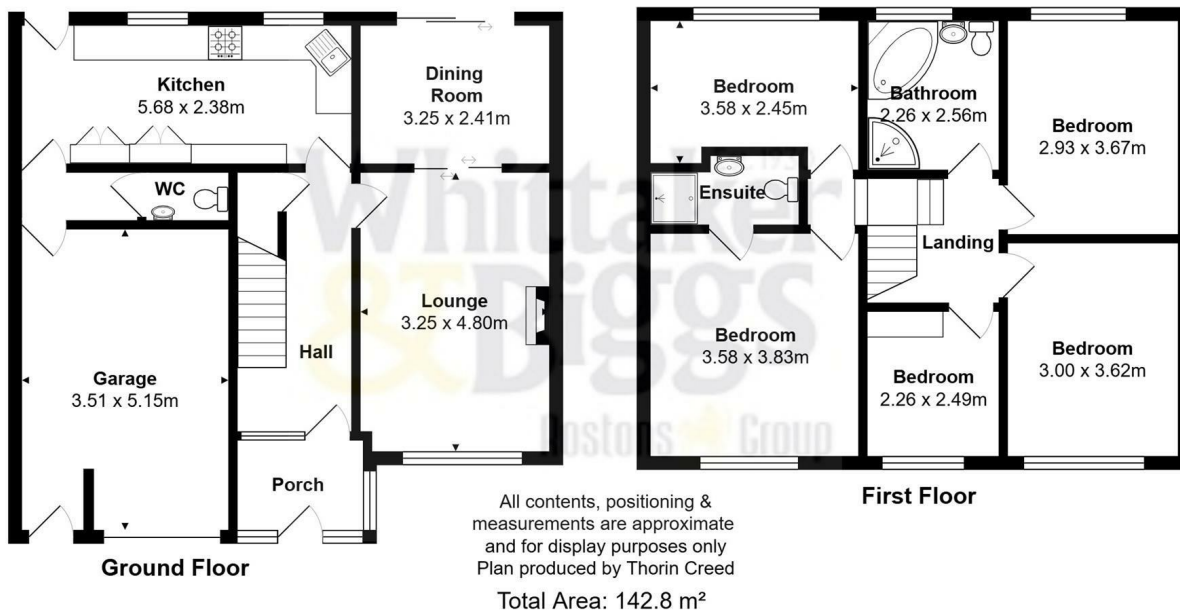 Kitchen
5.68 x 2.38m
Dining
Room
3.25 x 2.41m
WC
Lounge
3.25 x 4.80m
Hall
Garage
3.51 x 5.15m
Porch
Ground Floor
Bedroom
3.58 x 2.45m
Bathroom
2.26 x 2.56m
Bedroom
2.93 x 3.67m
Ensuite
Landing
Bedroom
3.58 x 3.83m
Bedroom
2.26 x 2.49m
Bedroom
3.00 x 3.62m
First Floor
All contents, positioning &
measurements are approximate
and for display purposes only
Plan produced by Thorin Creed
Total Area: 142.8 m²
Whittaker
& Diggs
Bostons Group